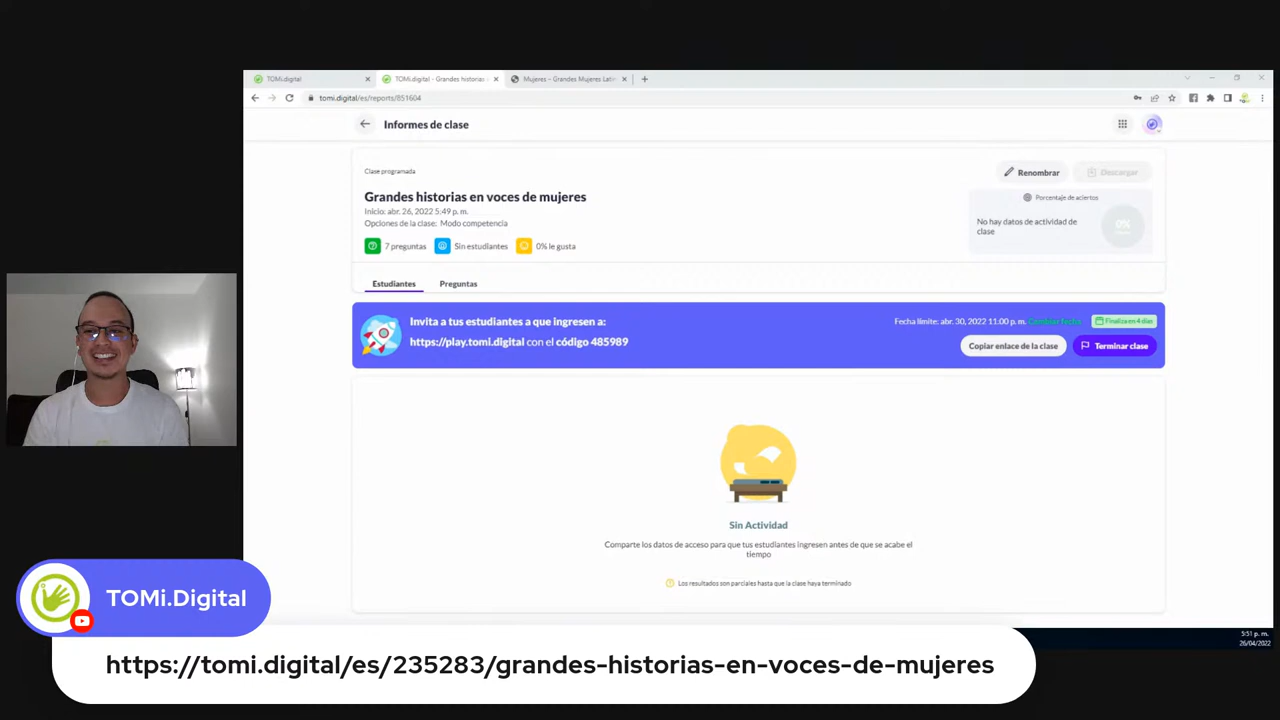 TOMi.digital
TOMi.digital - Grandes historias
Mujeres – Grandes Mujeres Lati
tomi.digital/es/reports/851604
Informes de clase
Clase programada
Renombrar
Descargar
Grandes historias en voces de mujeres
Inicio: abr. 26, 2022 5:49 p. m.
Opciones de la clase: Modo competencia
Porcentaje de aciertos
No hay datos de actividad de
clase
0%
7 preguntas
Sin estudiantes
0% le gusta
Estudiantes
Preguntas
Invita a tus estudiantes a que ingresen a:
https://play.tomi.digital con el código 485989
Fecha límite: abr. 30, 2022 11:00 p. m. Cambiar fecha
Finaliza en 4 días
Copiar enlace de la clase
Terminar clase
Sin Actividad
Comparte los datos de acceso para que tus estudiantes ingresen antes de que se acabe el
tiempo
Los resultados son parciales hasta que la clase haya terminado
TOMi.Digital
https://tomi.digital/es/235283/grandes-historias-en-voces-de-mujeres
5:51 p. m.
26/04/2022